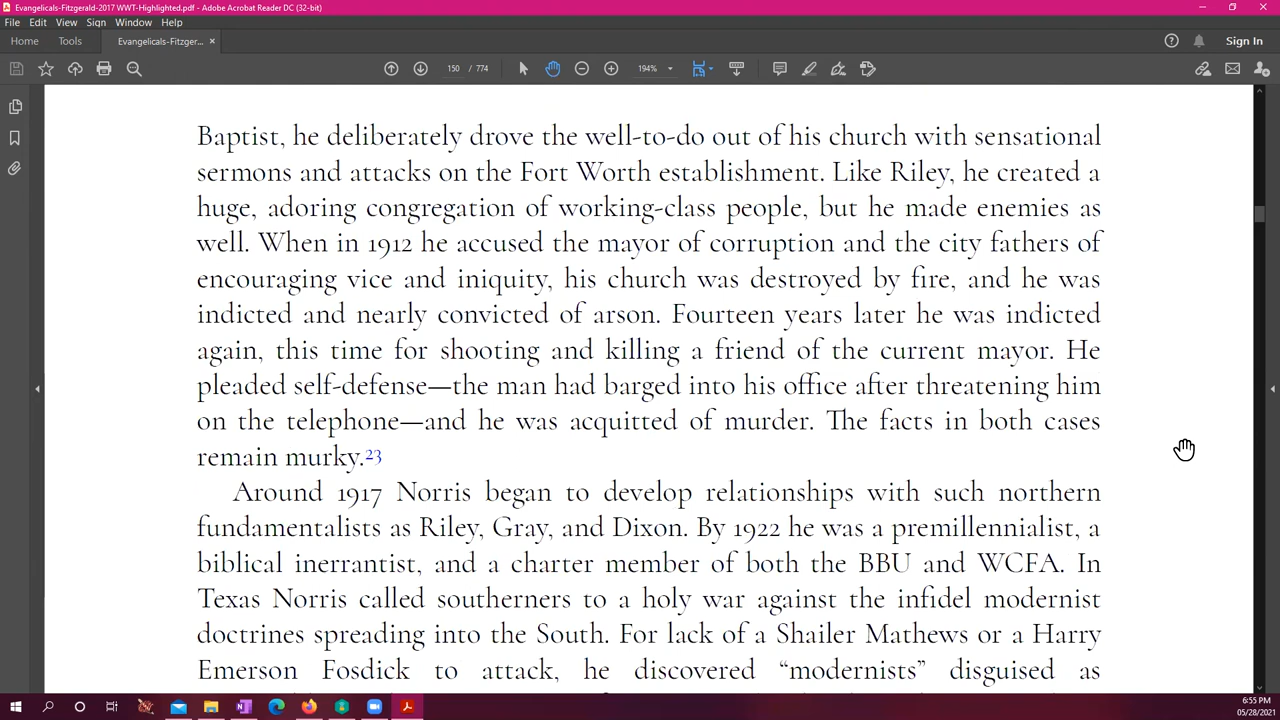 Evangelicals-Fitzgerald-2017 WWT-Highlighted.pdf - Adobe Acrobat Reader DC (32-bit)
File Edit View Sign Window Help
Home Tools Evangelicals-Fitzger... × Sign In
150 / 774 194%
Baptist, he deliberately drove the well-to-do out of his church with sensational
sermons and attacks on the Fort Worth establishment. Like Riley, he created a
huge, adoring congregation of working-class people, but he made enemies as
well. When in 1912 he accused the mayor of corruption and the city fathers of
encouraging vice and iniquity, his church was destroyed by fire, and he was
indicted and nearly convicted of arson. Fourteen years later he was indicted
again, this time for shooting and killing a friend of the current mayor. He
pleaded self-defense—the man had barged into his office after threatening him
on the telephone—and he was acquitted of murder. The facts in both cases
remain murky.23
Around 1917 Norris began to develop relationships with such northern
fundamentalists as Riley, Gray, and Dixon. By 1922 he was a premillennialist, a
biblical inerrantist, and a charter member of both the BBU and WCFA. In
Texas Norris called southerners to a holy war against the infidel modernist
doctrines spreading into the South. For lack of a Shailer Mathews or a Harry
Emerson Fosdick to attack, he discovered “modernists” disguised as
6:55 PM
05/28/2021